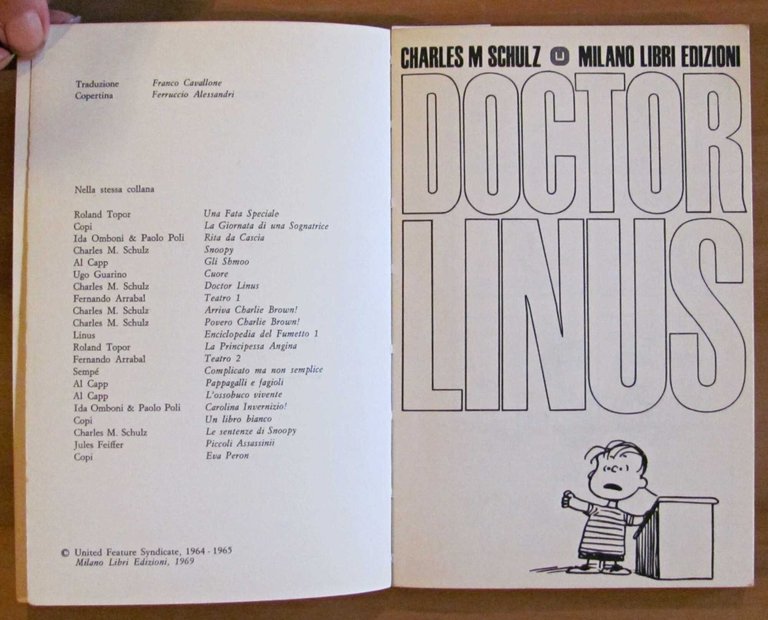 Traduzione Franco Cavallone
Copertina Ferruccio Alessandri
Nella stessa collana
Roland Topor Una Fata Speciale
Copi La Giornata di una Sognatrice
Ida Omboni & Paolo Poli Rita da Cascia
Charles M. Schulz Snoopy
Al Capp Gli Shmoo
Ugo Guarino Cuore
Charles M. Schulz Doctor Linus
Fernando Arrabal Teatro 1
Charles M. Schulz Arriva Charlie Brown!
Charles M. Schulz Povero Charlie Brown!
Linus Enciclopedia del Fumetto 1
Roland Topor La Principessa Angina
Fernando Arrabal Teatro 2
Sempé Complicato ma non semplice
Al Capp Pappagalli e fagioli
Al Capp L'ossobuco vivente
Ida Omboni & Paolo Poli Carolina Invernizio!
Copi Un libro bianco
Charles M. Schulz Le sentenze di Snoopy
Jules Feiffer Piccoli Assassinii
Copi Eva Peron
© United Feature Syndicate, 1964 - 1965
Milano Libri Edizioni, 1969
CHARLES M SCHULZ U MILANO LIBRI EDIZIONI
DOCTOR
LINUS